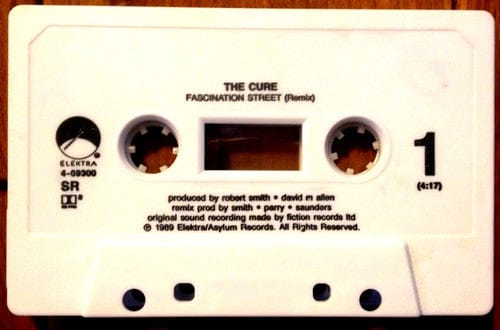 THE CURE
FASCINATION STREET (Remix)
ELEKTRA
4-69300
SR
1
(4:17)
produced by robert smith • david m allen
remix prod by smith • parry • saunders
original sound recording made by fiction records ltd
℗ 1989 Elektra/Asylum Records. All Rights Reserved.